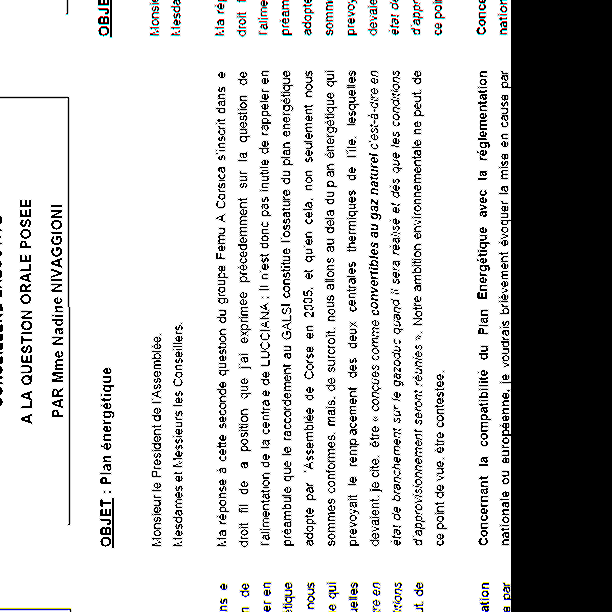 A LA QUESTION ORALE POSEE
PAR Mme Nadine NIVAGGIONI
OBJET : Plan énergétique
Monsieur le Président de l'Assemblée,
Mesdames et Messieurs les Conseillers,
Ma réponse à cette seconde question du groupe Femu A Corsica s'inscrit dans e
droit fil de a position que j'ai exprimée précédemment sur la question de
l'alimentation de la centra e de LUCCIANA ; Il n'est donc pas inutile de rappeler en
préambule que le raccordement au GALSI constitue l'ossature du plan énergétique
adopté par 'Assemblée de Corse en 2005, et qu'en cela, non seulement nous
sommes conformes, mais, de surcroît, nous allons au delà du p an énergétique qui
prévoyait le remp acement des deux centrales thermiques de l'île, lesquelles
devaient, je cite, être « conçues comme convertibles au gaz naturel c'est-à-dire en
état de branchement sur le gazoduc quand il sera réalisé et dès que les conditions
d'approvisionnement seront réunies ». Notre ambition environnementale ne peut, de
ce point de vue, être contestée.
Concernant la compatibilité du Plan Energétique avec la réglementation
nationale ou européenne, je voudrais brièvement évoquer la mise en cause par